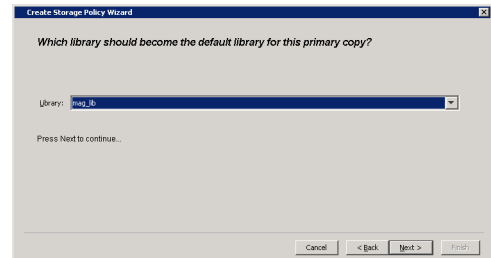 Create Storage Policy Wizard
Which library should become the default library for this primary copy?
Library: mag_lib
Press Next to continue...
Cancel < Back Next > Finish